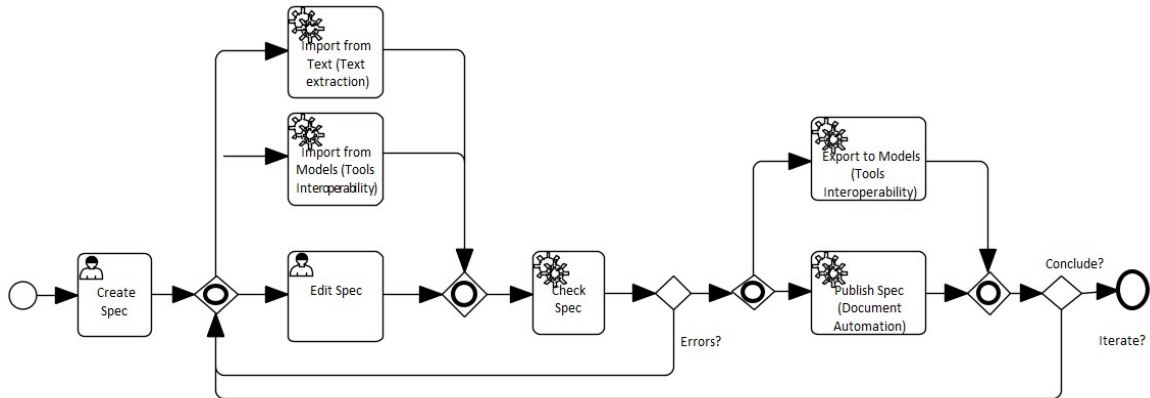 Import from
Text (Text
extraction)
Import from
Models (Tools
Interoperability)
Create
Spec
Edit Spec
Check
Spec
Errors?
Export to Models
(Tools
Interoperability)
Publish Spec
(Document
Automation)
Conclude?
Iterate?